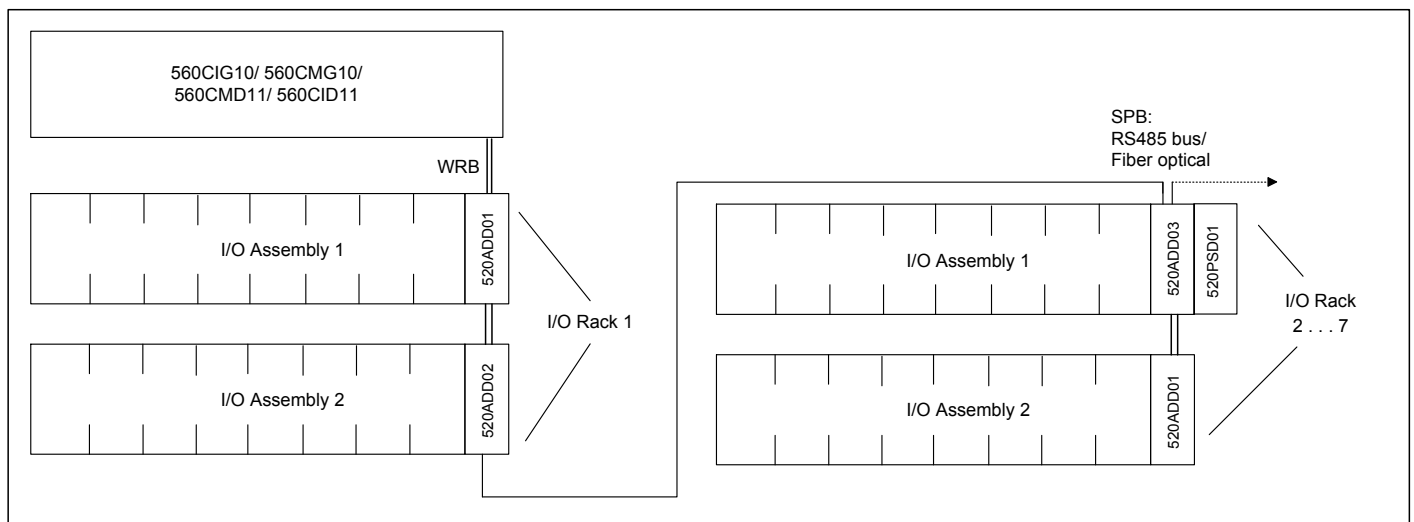 560CIG10/ 560CMG10/
560CMD11/ 560CID11
WRB
I/O Assembly 1
520ADD01
I/O Rack 1
I/O Assembly 2
520ADD02
SPB:
RS485 bus/
Fiber optical
I/O Assembly 1
520ADD03
520PSD01
I/O Rack
2 . . . 7
I/O Assembly 2
520ADD01